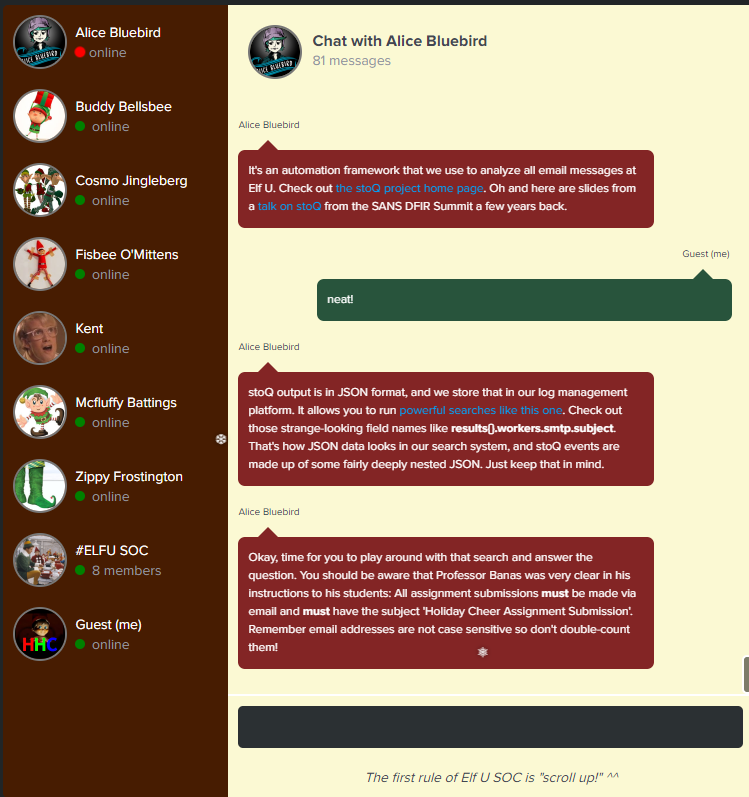 Alice Bluebird
online
Buddy Bellsbee
online
Cosmo Jingleberg
online
Fisbee O'Mittens
online
Kent
online
Mcfluffy Battings
online
Zippy Frostington
online
#ELFU SOC
8 members
Guest (me)
online
HHC
ALICE BLUEBIRD
Chat with Alice Bluebird
81 messages
Alice Bluebird
It's an automation framework that we use to analyze all email messages at
Elf U. Check out the stoQ project home page. Oh and here are slides from
a talk on stoQ from the SANS DFIR Summit a few years back.
Guest (me)
neat!
Alice Bluebird
stoQ output is in JSON format, and we store that in our log management
platform. It allows you to run powerful searches like this one. Check out
those strange-looking field names like results{}.workers.smtp.subject.
That's how JSON data looks in our search system, and stoQ events are
made up of some fairly deeply nested JSON. Just keep that in mind.
Alice Bluebird
Okay, time for you to play around with that search and answer the
question. You should be aware that Professor Banas was very clear in his
instructions to his students: All assignment submissions must be made via
email and must have the subject 'Holiday Cheer Assignment Submission'.
Remember email addresses are not case sensitive so don't double-count
them!
The first rule of Elf U SOC is "scroll up!" ^^